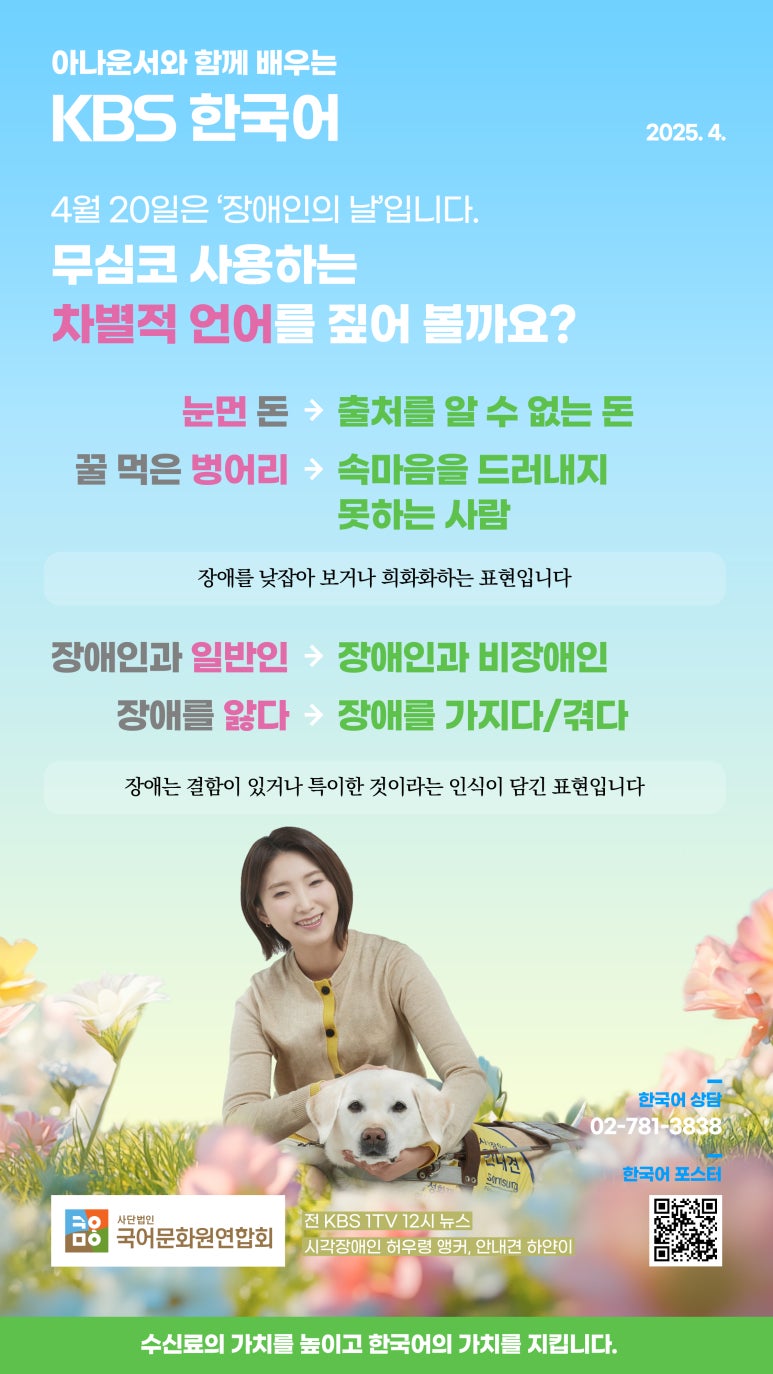 아나운서와 함께 배우는
KBS 한국어
2025. 4.
4월 20일은 ‘장애인의 날’입니다.
무심코 사용하는
차별적 언어를 짚어 볼까요?
눈먼 돈 → 출처를 알 수 없는 돈
꿀 먹은 벙어리 → 속마음을 드러내지
못하는 사람
장애를 낮잡아 보거나 희화화하는 표현입니다
장애인과 일반인 → 장애인과 비장애인
장애를 앓다 → 장애를 가지다/겪다
장애는 결함이 있거나 특이한 것이라는 인식이 담긴 표현입니다
안내견
한국어 상담
02-781-3838
한국어 포스터
사단법인
국어문화원연합회
전 KBS 1TV 12시 뉴스
시각장애인 허우령 앵커, 안내견 하얀이
수신료의 가치를 높이고 한국어의 가치를 지킵니다.